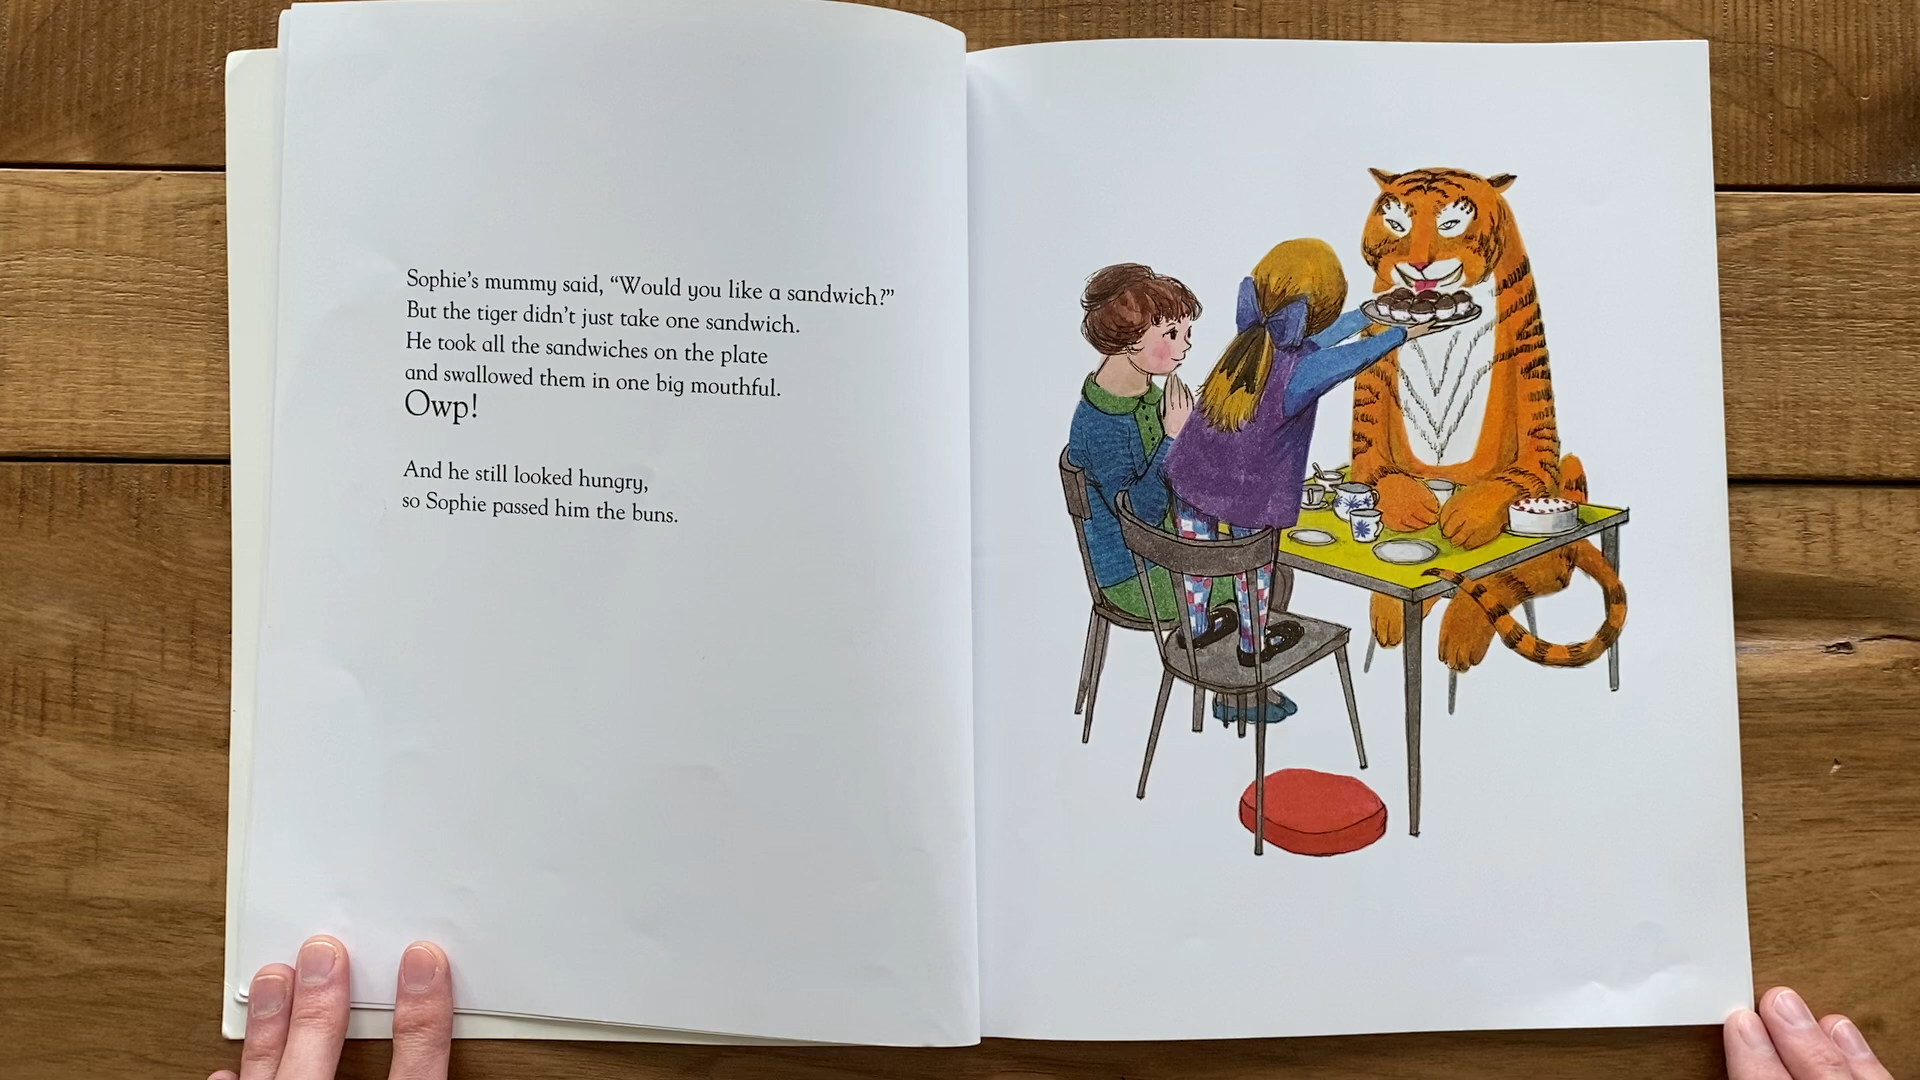 Sophie's mummy said, “Would you like a sandwich?”
But the tiger didn't just take one sandwich.
He took all the sandwiches on the plate
and swallowed them in one big mouthful.
Owp!
And he still looked hungry,
so Sophie passed him the buns.